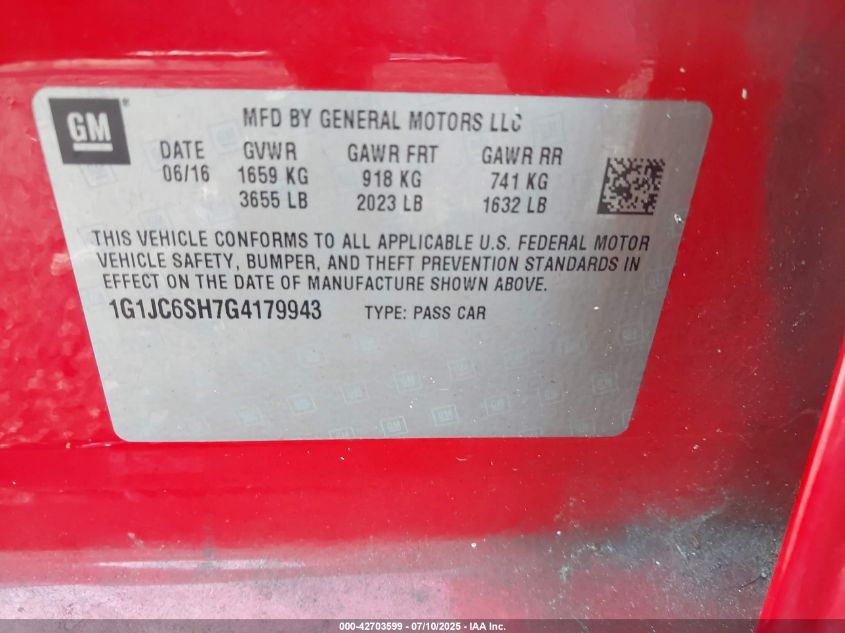 GM
MFD BY GENERAL MOTORS LLC
DATE GVWR GAWR FRT GAWR RR
06/16 1659 KG 918 KG 741 KG
3655 LB 2023 LB 1632 LB
THIS VEHICLE CONFORMS TO ALL APPLICABLE U.S. FEDERAL MOTOR
VEHICLE SAFETY, BUMPER, AND THEFT PREVENTION STANDARDS IN
EFFECT ON THE DATE OF MANUFACTURE SHOWN ABOVE.
1G1JC6SH7G4179943 TYPE: PASS CAR
000-42703599 - 07/10/2025 - IAA Inc.